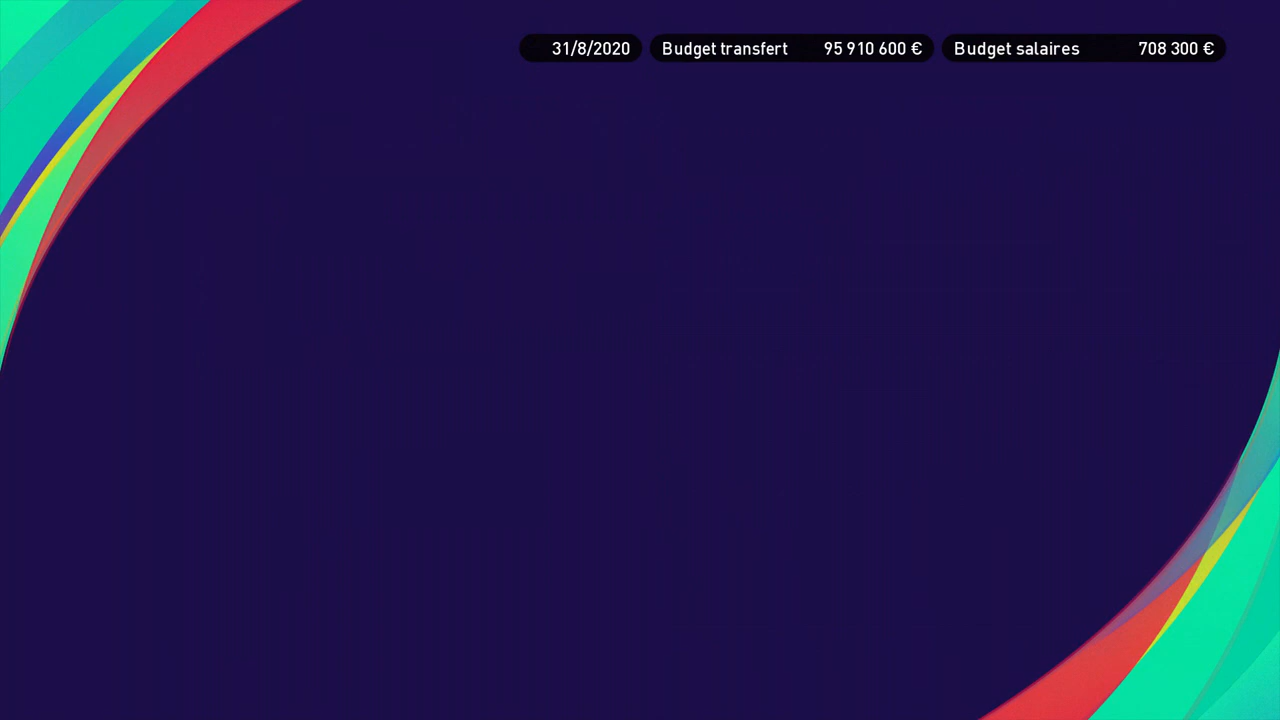 31/8/2020 Budget transfert 95 910 600 € Budget salaires 708 300 €